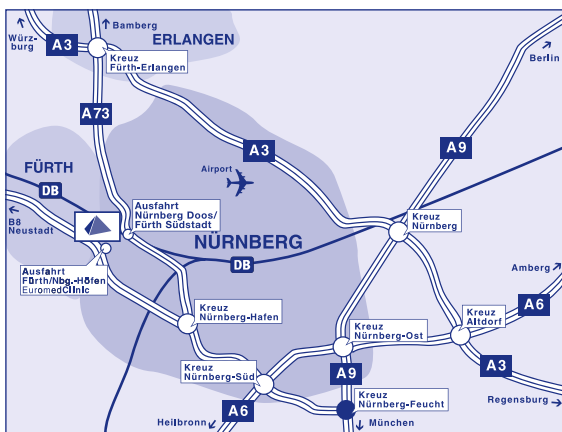 Würz-
burg
A3
Bamberg
ERLANGEN
Kreuz
Fürth-Erlangen
Berlin
A73
A3
A9
FÜRTH
DB
Airport
B8
Neustadt
Ausfahrt
Nürnberg Doos/
Fürth Südstadt
NÜRNBERG
DB
Kreuz
Nürnberg
Ausfahrt
Fürth/Nbg.-Höfen
EuromedClinic
Amberg
A6
Kreuz
Altdorf
Kreuz
Nürnberg-Hafen
Kreuz
Nürnberg-Ost
Kreuz
Nürnberg-Süd
A9
A3
Kreuz
Nürnberg-Feucht
Regensburg
A6
Heilbronn
München